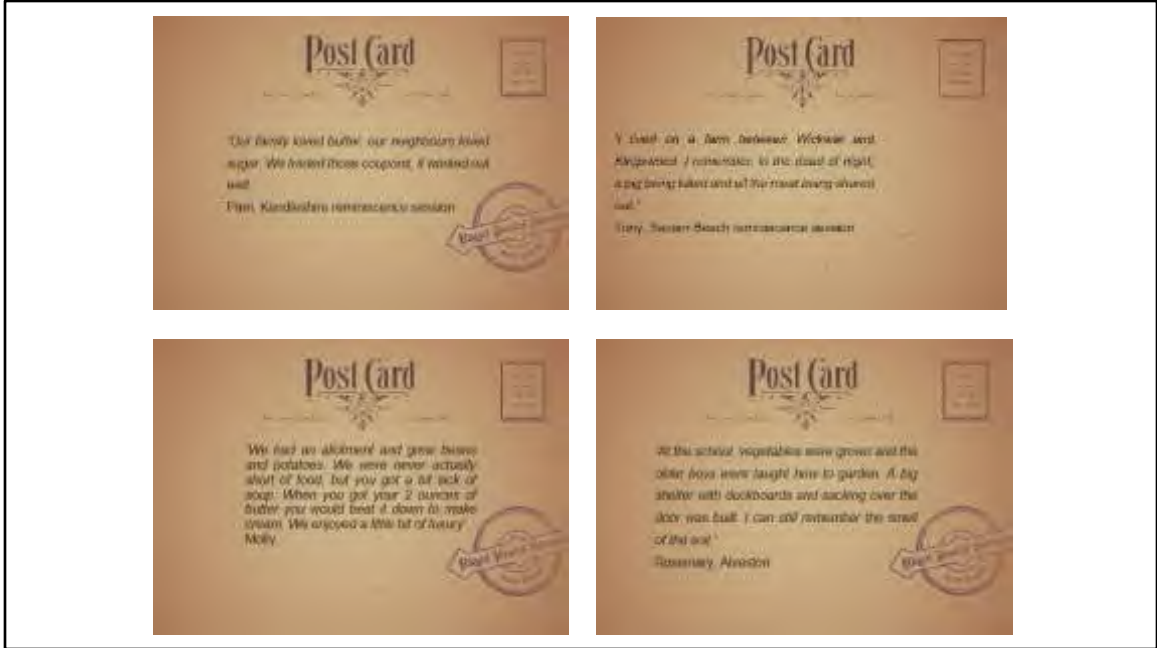 Post Card
'Our family loved butter, our neighbours loved
sugar. We traded those coupons, it worked out
well
Kendleshire reminiscence session
Post Card
'I lived on a farm between Wickwar and
Kingswood. I remember, in the dead of night,
a pig being killed and all the meat being shared
out.'
Tony, Severn Beach reminiscence session
Post Card
'We had an allotment and grew beans
and potatoes. We were never actually
short of food, but you got a bit sick of
soup. When you got your 2 ounces of
butter you would beat it down to make
cream. We enjoyed a little bit of luxury'
Molly
Post Card
'At the school, vegetables were grown and the
older boys were taught how to garden. A big
shelter with duckboards and sacking over the
door was built. I can still remember the smell
of the soil.'
Rosemary, Alveston